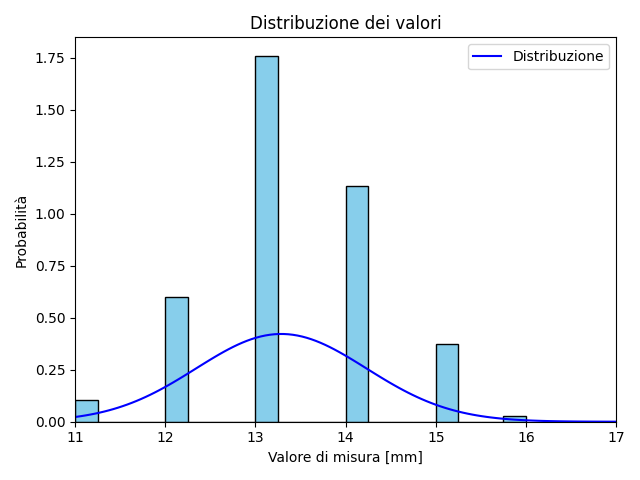 Distribuzione dei valori
Distribuzione
1.75
1.50
1.25
1.00
0.75
0.50
0.25
0.00
Probabilità
11 12 13 14 15 16 17
Valore di misura [mm]